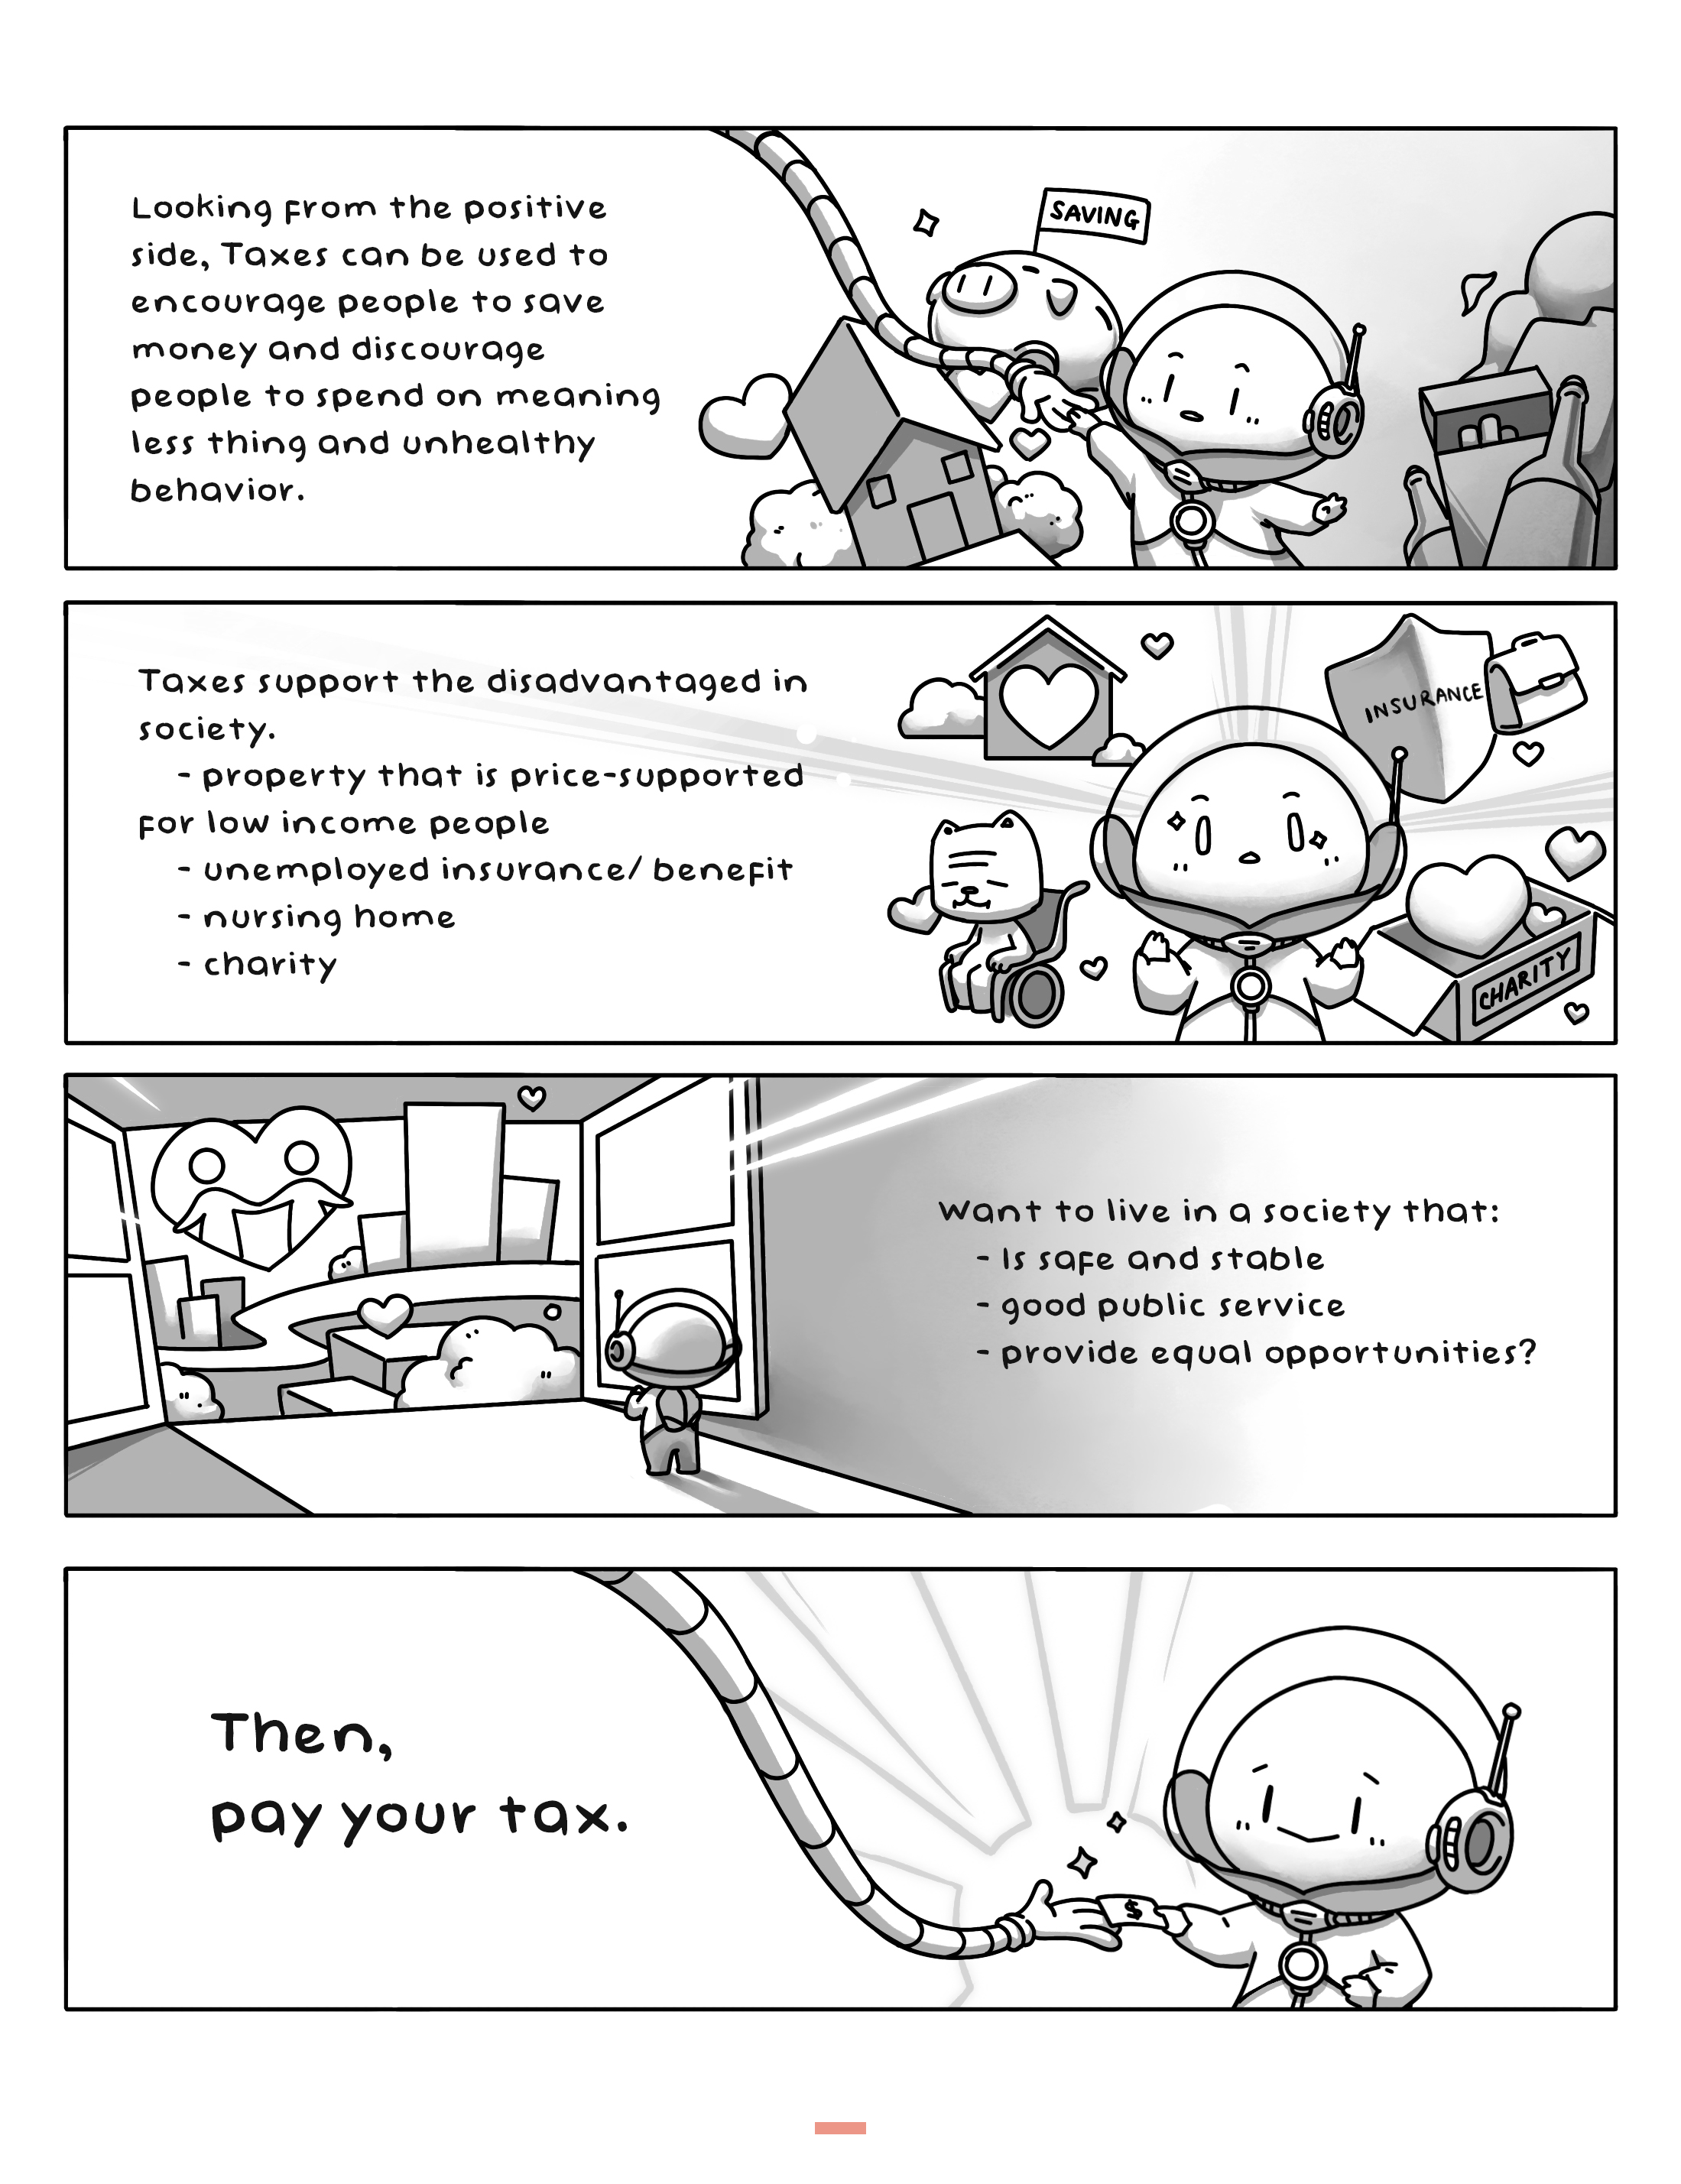 Looking from the positive
side, Taxes can be used to
encourage people to save
money and discourage
people to spend on meaning
less thing and unhealthy
behavior.
SAVING
Taxes support the disadvantaged in
society.
- property that is price-supported
for low income people
- unemployed insurance/ benefit
- nursing home
- charity
INSURANCE
CHARITY
Want to live in a society that:
- Is safe and stable
- good public service
- provide equal opportunities?
Then,
pay your tax.
$